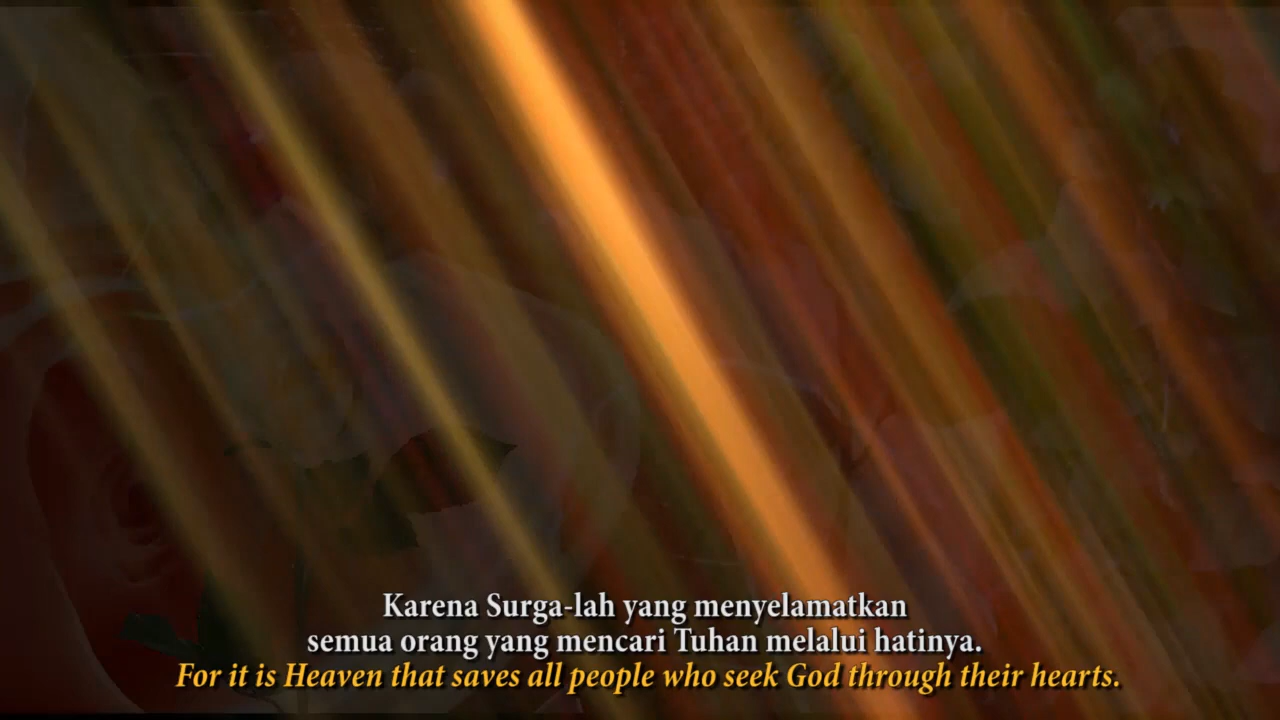 Karena Surga-lah yang menyelamatkan
semua orang yang mencari Tuhan melalui hatinya.
For it is Heaven that saves all people who seek God through their hearts.